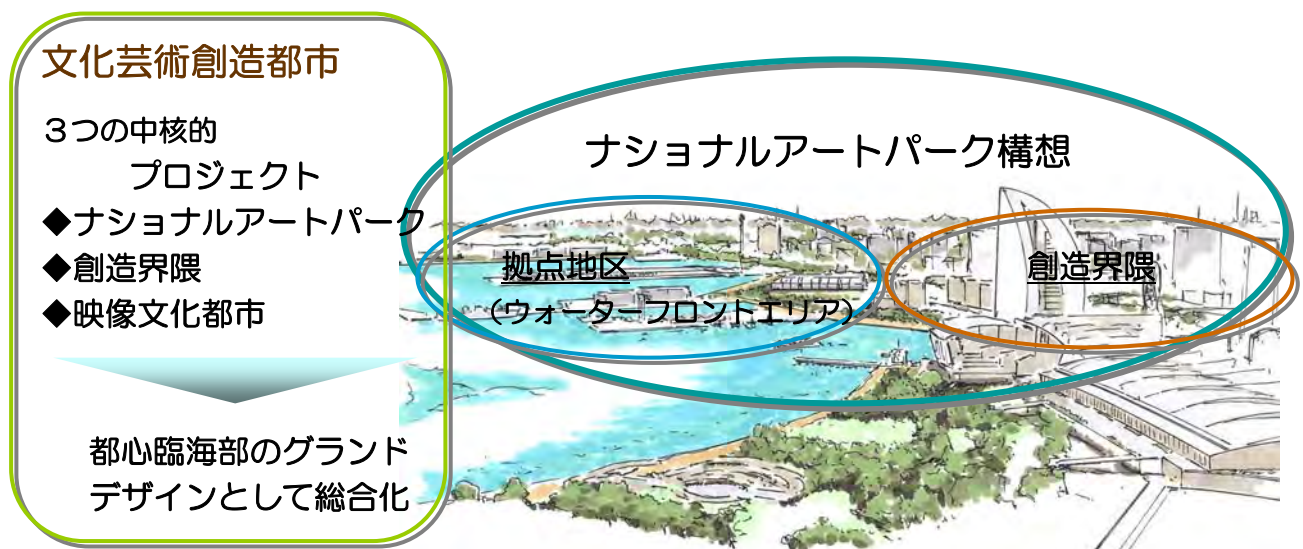 文化芸術創造都市
３つの中核的
プロジェクト
◆ナショナルアートパーク
◆創造界隈
◆映像文化都市
都心臨海部のグランド
デザインとして総合化
ナショナルアートパーク構想
拠点地区
（ウォーターフロントエリア）
創造界隈